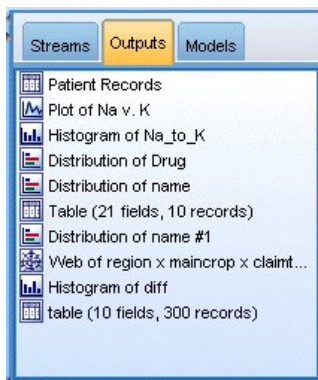 Streams Outputs Models
Patient Records
Plot of Na v. K
Histogram of Na_to_K
Distribution of Drug
Distribution of name
Table (21 fields, 10 records)
Distribution of name #1
Web of region x maincrop x claimt...
Histogram of diff
table (10 fields, 300 records)